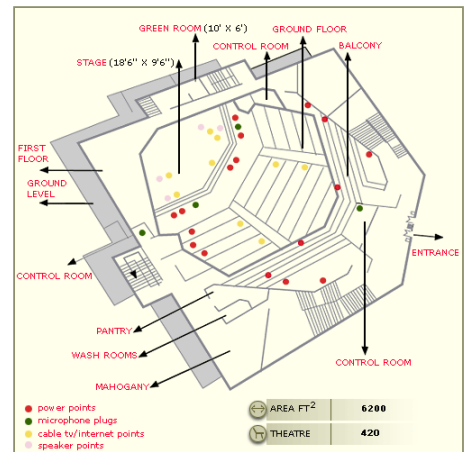 GREEN ROOM (10' X 6')
GROUND FLOOR
CONTROL ROOM
BALCONY
STAGE (18'6" X 9'6")
FIRST
FLOOR
GROUND
LEVEL
ENTRANCE
CONTROL ROOM
PANTRY
WASH ROOMS
CONTROL ROOM
MAHOGANY
power points
microphone plugs
cable tv/internet points
speaker points
AREA FT2 6200
THEATRE 420